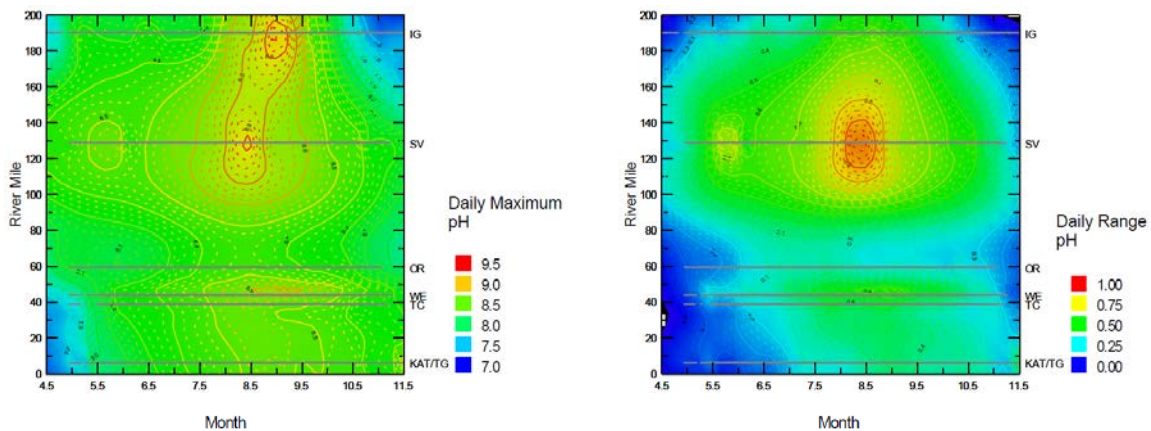 200
180
160
140
120
100
80
60
40
20
0
River Mile
4.5 5.5 6.5 7.5 8.5 9.5 10.5 11.5
Month
IG
SV
OR
WE
TC
KAT/TG
Daily Maximum
pH
9.5
9.0
8.5
8.0
7.5
7.0
200
180
160
140
120
100
80
60
40
20
0
River Mile
4.5 5.5 6.5 7.5 8.5 9.5 10.5 11.5
Month
IG
SV
OR
WE
TC
KAT/TG
Daily Range
pH
1.00
0.75
0.50
0.25
0.00